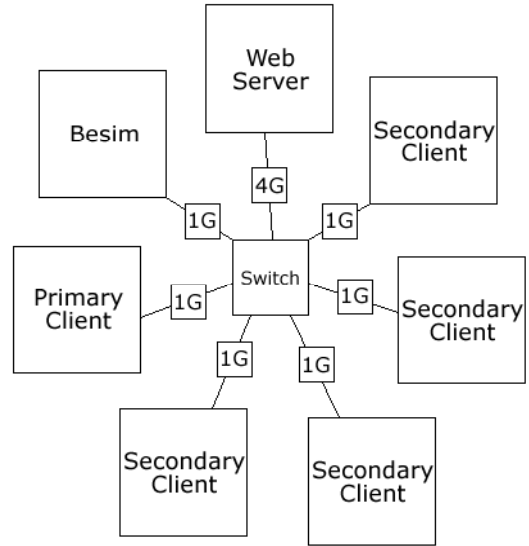 Web
Server
Besim
Secondary
Client
4G
1G
1G
Switch
Primary
Client
1G
1G
Secondary
Client
1G
1G
Secondary
Client
Secondary
Client